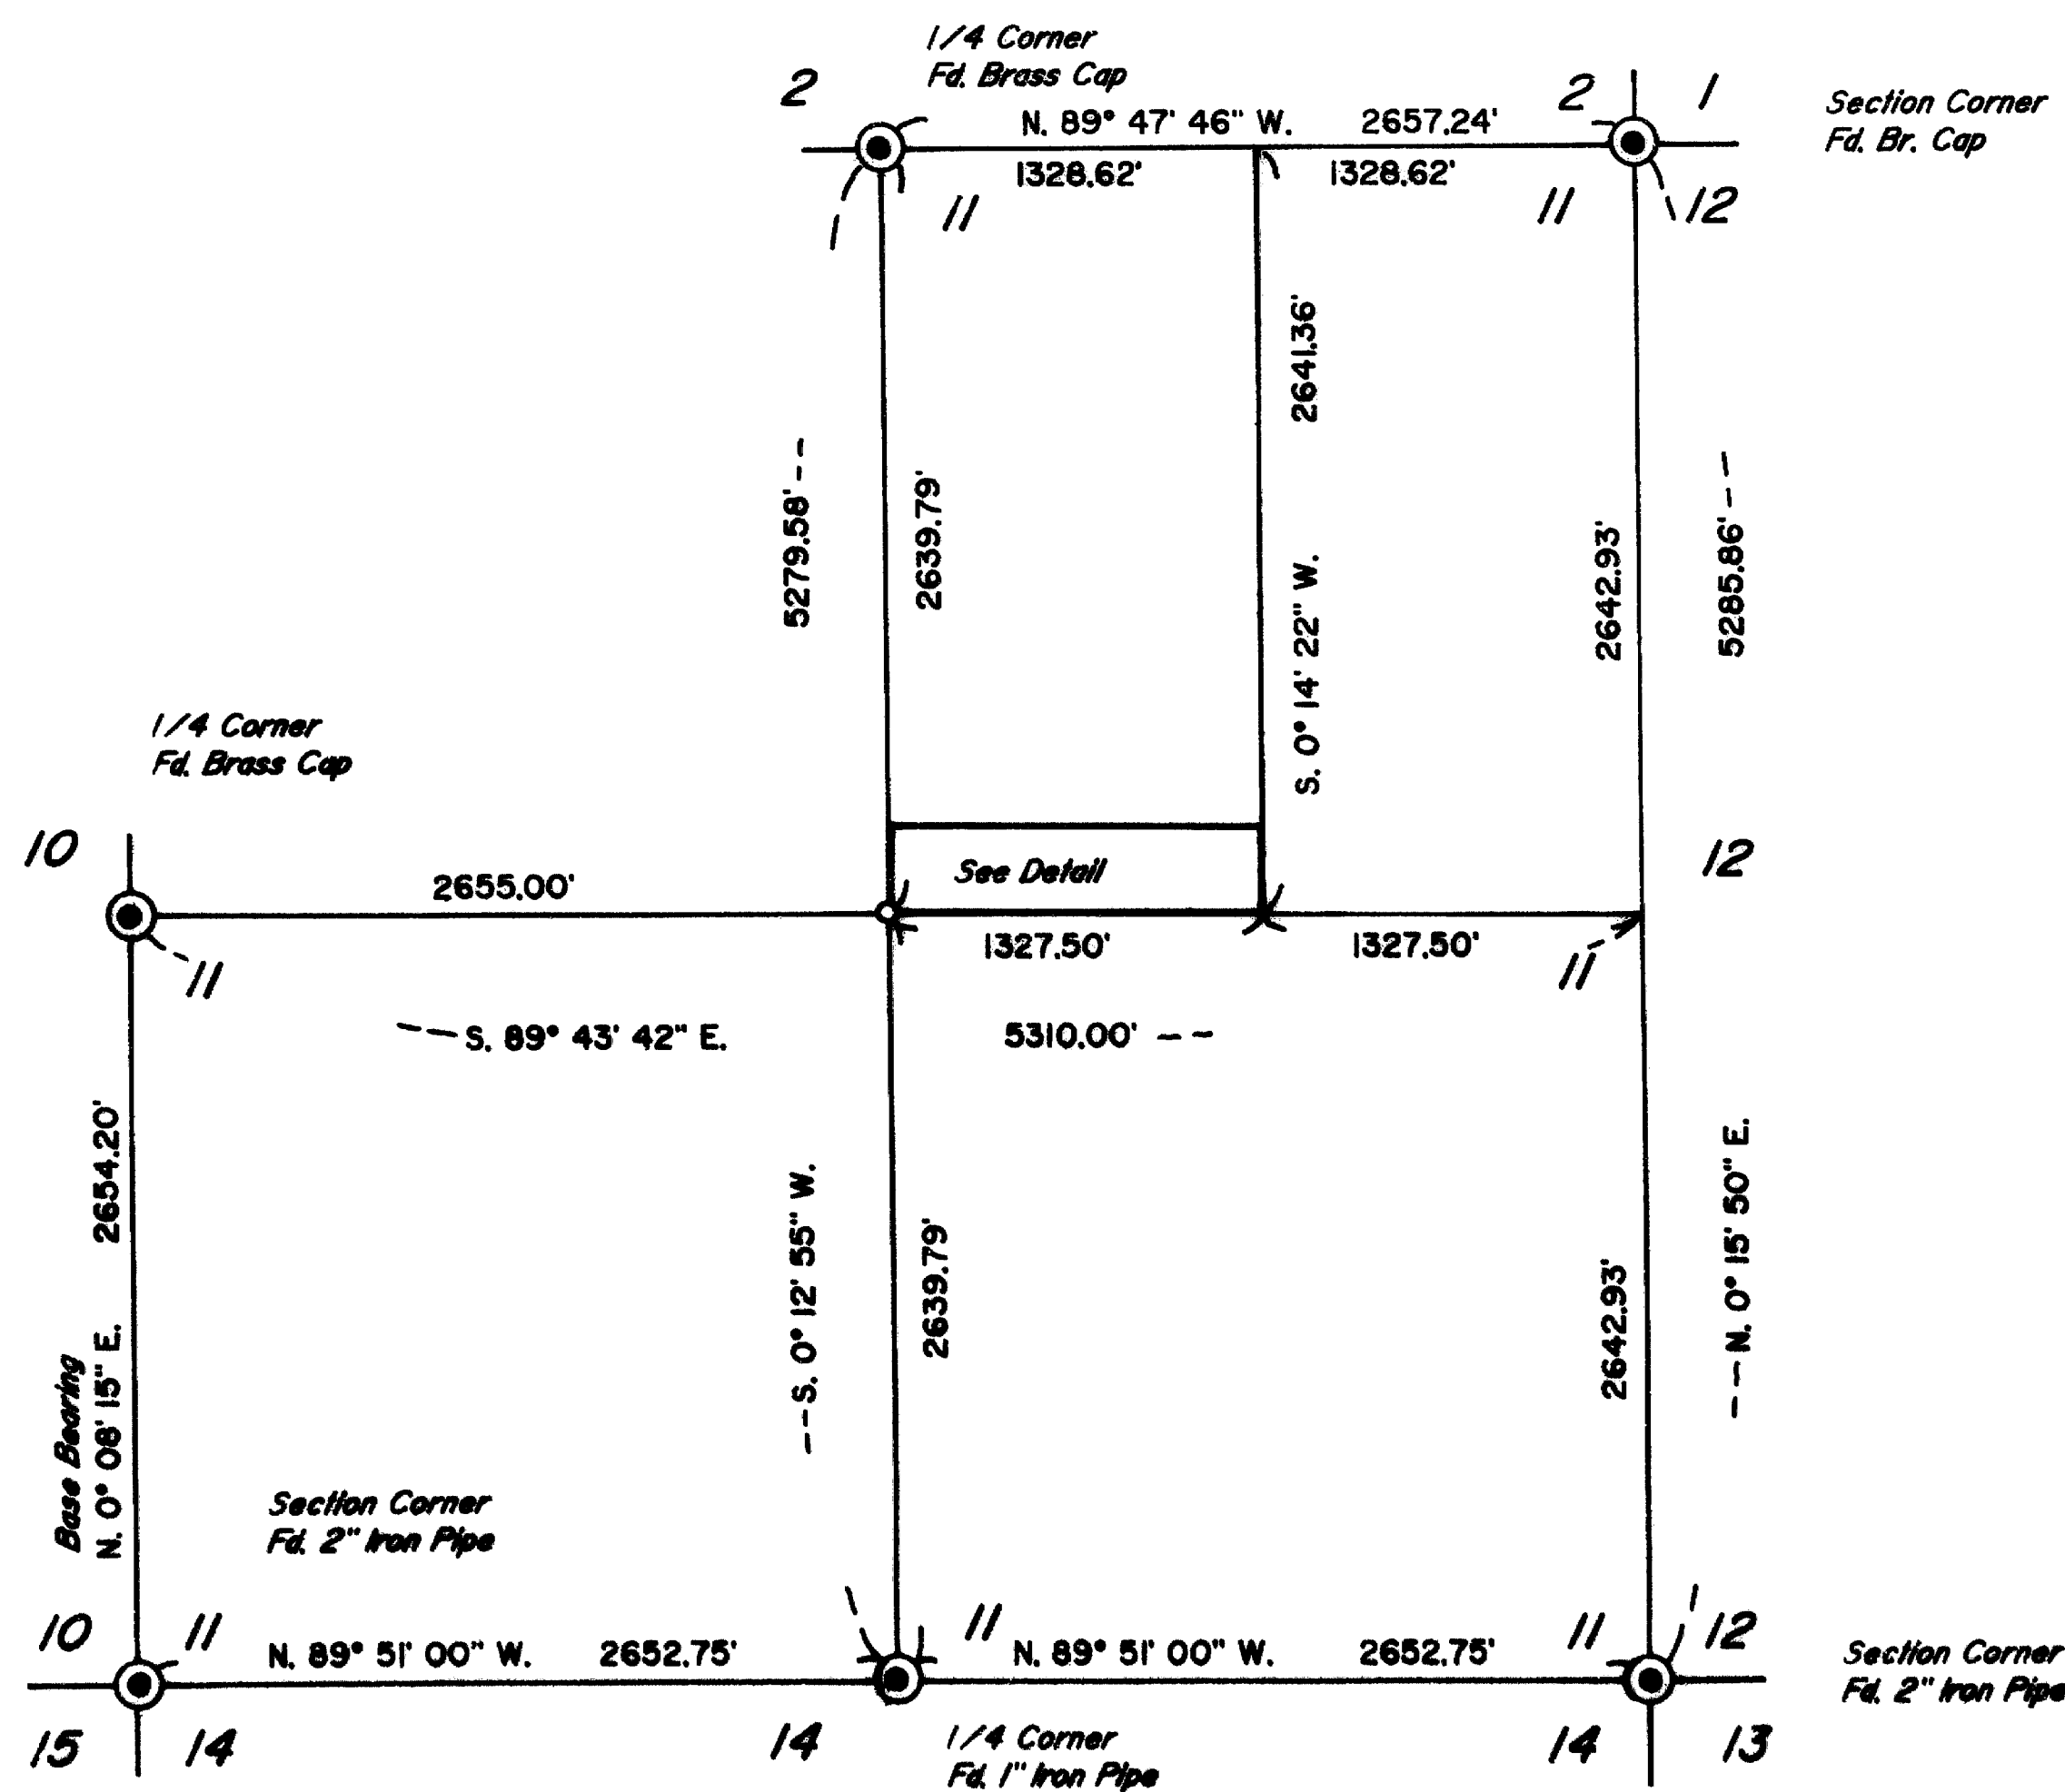 1/4 Corner
Fd. Brass Cap
2
N. 89° 47' 46" W. 2657.24'
2
1
Section Corner
Fd. Br. Cap
1328.62'
1328.62'
11
11
12
2641.36'
S. 0° 14' 22" W.
5279.58'--
2639.79'
2642.93'
5285.86'--
1/4 Corner
Fd. Brass Cap
10
2655.00'
See Detail
12
1327.50'
1327.50'
11
11
--S. 89° 43' 42" E. 5310.00' --
2654.20'
Base Bearing
N. 0° 08' 15" E.
--S. 0° 12' 55" W.
2639.79'
2642.93'
--N. 0° 15' 50" E.
Section Corner
Fd. 2" Iron Pipe
10
11
N. 89° 51' 00" W. 2652.75'
11
N. 89° 51' 00" W. 2652.75'
11
12
Section Corner
Fd. 2" Iron Pipe
15
14
14
1/4 Corner
Fd. 1" Iron Pipe
14
13